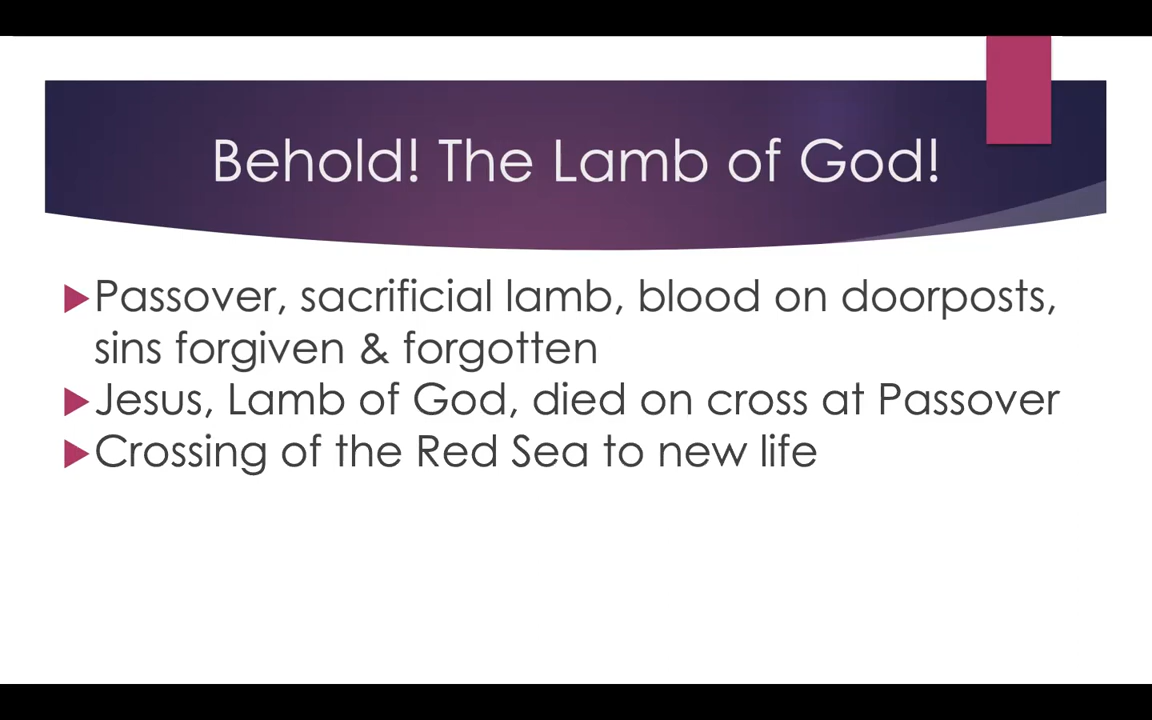 Behold! The Lamb of God!
Passover, sacrificial lamb, blood on doorposts,
sins forgiven & forgotten
Jesus, Lamb of God, died on cross at Passover
Crossing of the Red Sea to new life